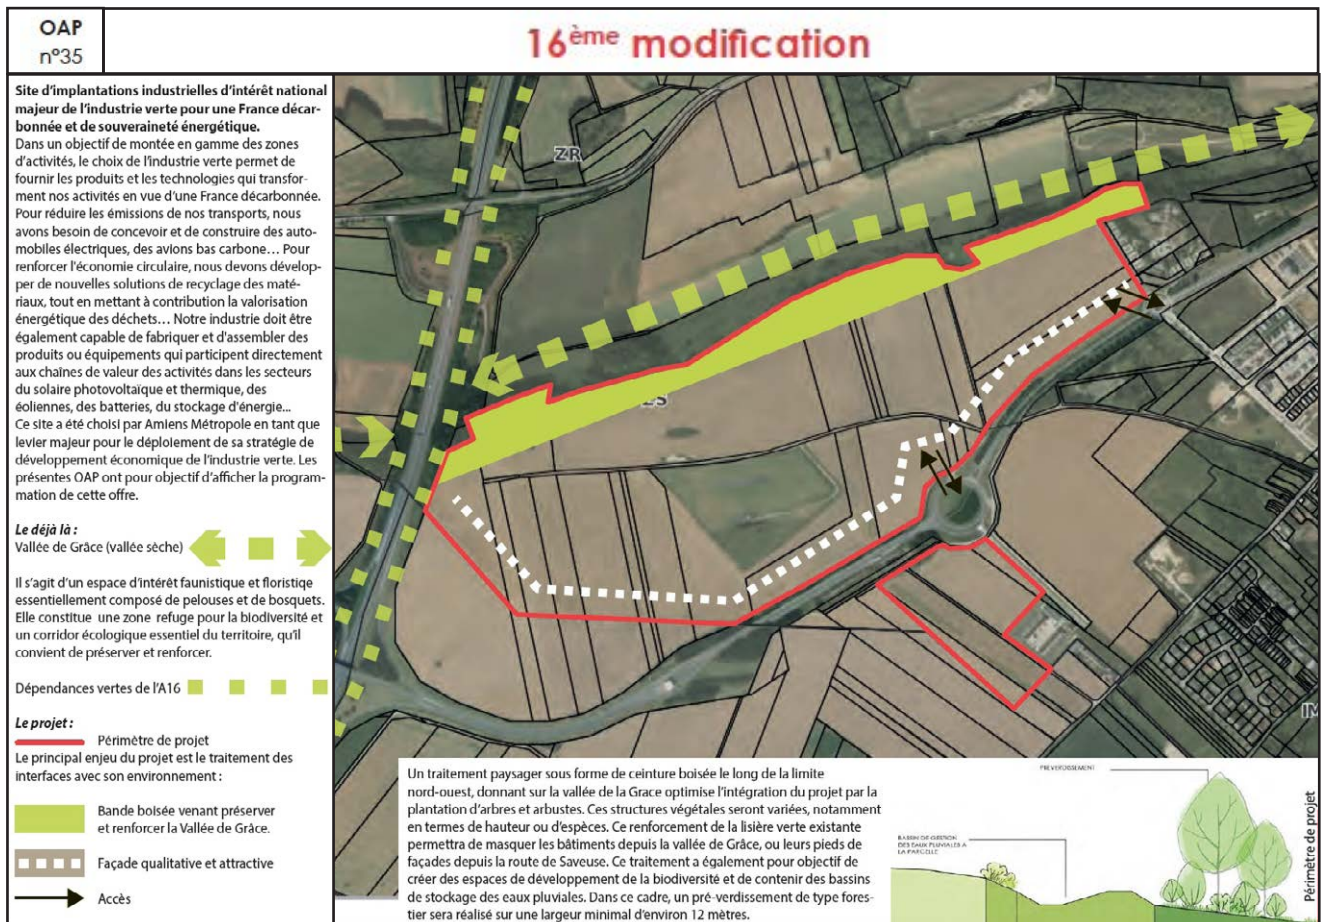 OAP
n°35
16ème modification
Site d'implantations industrielles d'intérêt national
majeur de l'industrie verte pour une France décar-
bonnée et de souveraineté énergétique.
Dans un objectif de montée en gamme des zones
d'activités, le choix de l'industrie verte permet de
fournir les produits et les technologies qui transfor-
ment nos activités en vue d'une France décarbonnée.
Pour réduire les émissions de nos transports, nous
avons besoin de concevoir et de construire des auto-
mobiles électriques, des avions bas carbone... Pour
renforcer l'économie circulaire, nous devons dévelop-
per de nouvelles solutions de recyclage des maté-
riaux, tout en mettant à contribution la valorisation
énergétique des déchets... Notre industrie doit être
également capable de fabriquer et d'assembler des
produits ou équipements qui participent directement
aux chaînes de valeur des activités dans les secteurs
du solaire photovoltaïque et thermique, des
éoliennes, des batteries, du stockage d'énergie...
Ce site a été choisi par Amiens Métropole en tant que
levier majeur pour le déploiement de sa stratégie de
développement économique de l'industrie verte. Les
présentes OAP ont pour objectif d'afficher la program-
mation de cette offre.
Le déjà là :
Vallée de Grâce (vallée sèche)
Il s'agit d'un espace d'intérêt faunistique et floristiqe
essentiellement composé de pelouses et de bosquets.
Elle constitue une zone refuge pour la biodiversité et
un corridor écologique essentiel du territoire, qu'il
convient de préserver et renforcer.
Dépendances vertes de l'A16
Le projet :
Périmètre de projet
Le principal enjeu du projet est le traitement des
interfaces avec son environnement :
Bande boisée venant préserver
et renforcer la Vallée de Grâce.
Façade qualitative et attractive
Accès
ZR
ZS
IM
Un traitement paysager sous forme de ceinture boisée le long de la limite
nord-ouest, donnant sur la vallée de la Grace optimise l'intégration du projet par la
plantation d'arbres et arbustes. Ces structures végétales seront variées, notamment
en termes de hauteur ou d'espèces. Ce renforcement de la lisière verte existante
permettra de masquer les bâtiments depuis la vallée de Grâce, ou leurs pieds de
façades depuis la route de Saveuse. Ce traitement a également pour objectif de
créer des espaces de développement de la biodiversité et de contenir des bassins
de stockage des eaux pluviales. Dans ce cadre, un pré-verdissement de type fores-
tier sera réalisé sur une largeur minimal d'environ 12 mètres.
PREVERDISSEMENT
BASSIN DE GESTION
DES EAUX PLUVIALES A
LA PARCELLE
Périmètre de projet